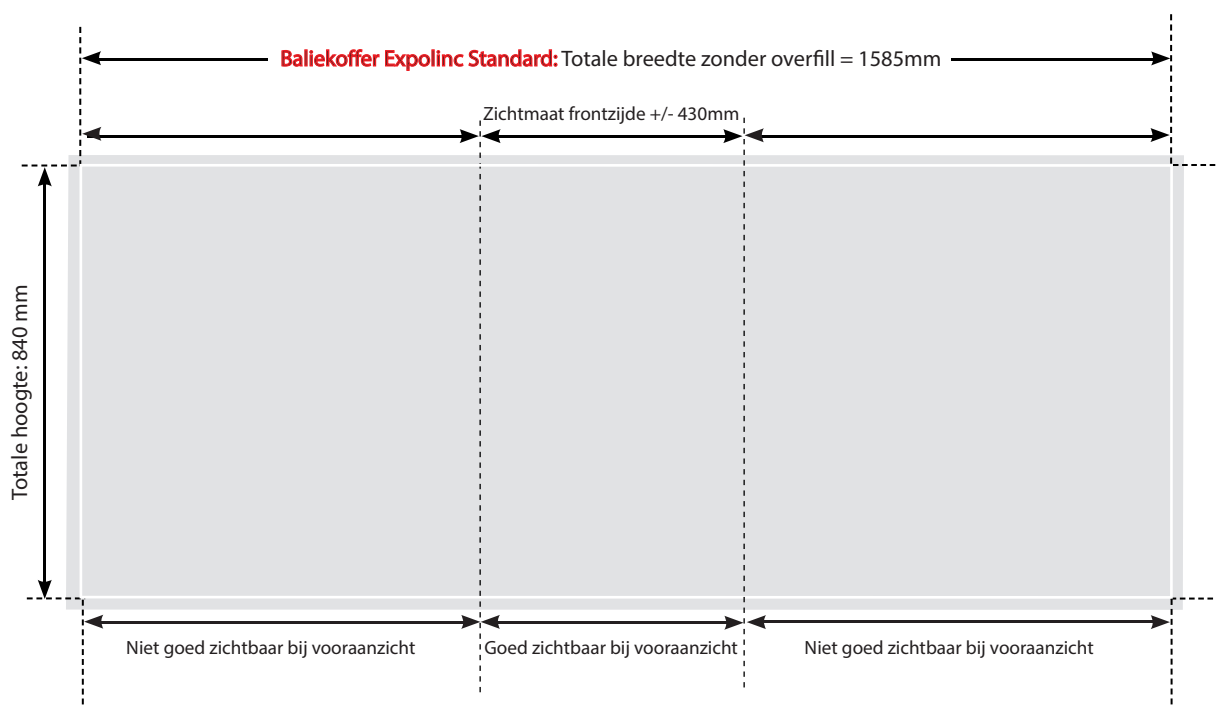 Baliekoffer Expolinc Standard: Totale breedte zonder overfill = 1585mm
Zichtmaat frontzijde +/- 430mm
Totale hoogte: 840 mm
Niet goed zichtbaar bij vooraanzicht
Goed zichtbaar bij vooraanzicht
Niet goed zichtbaar bij vooraanzicht